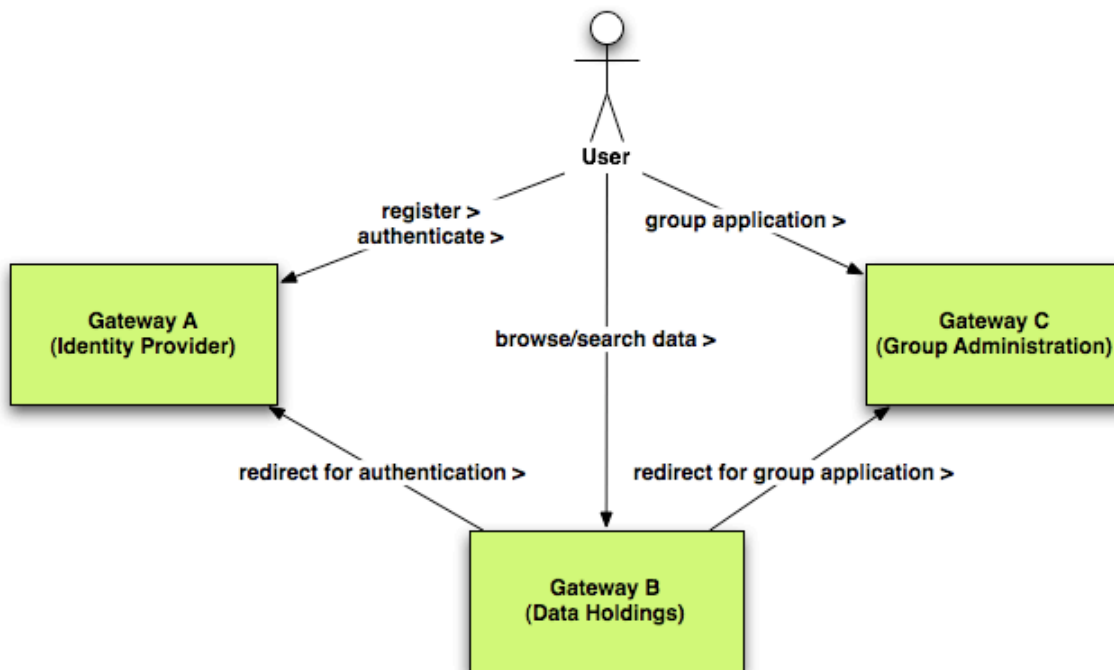 User
register >
authenticate >
group application >
Gateway A
(Identity Provider)
browse/search data >
Gateway C
(Group Administration)
redirect for authentication >
redirect for group application >
Gateway B
(Data Holdings)